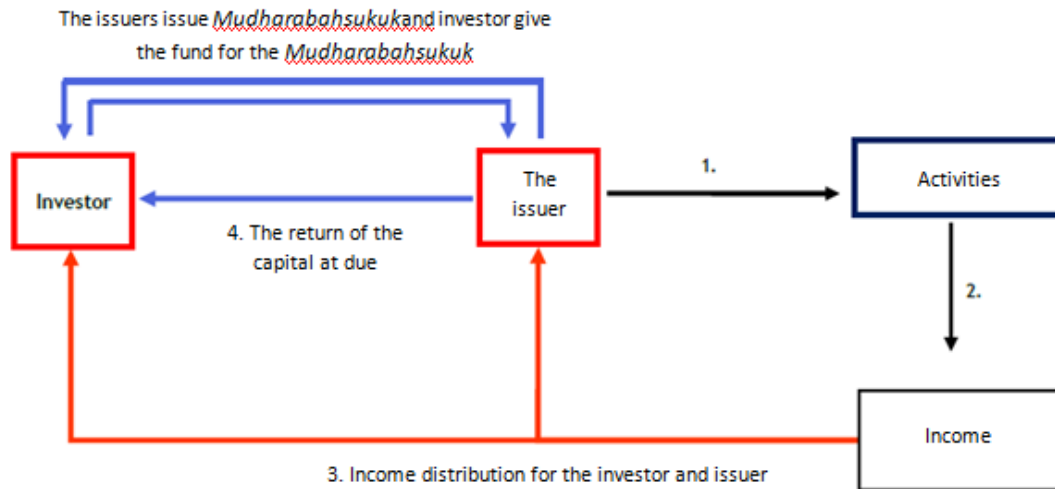 The issuers issue Mudharabahsukukand investor give
the fund for the Mudharabahsukuk
Investor
The
issuer
1.
Activities
4. The return of the
capital at due
2.
Income
3. Income distribution for the investor and issuer